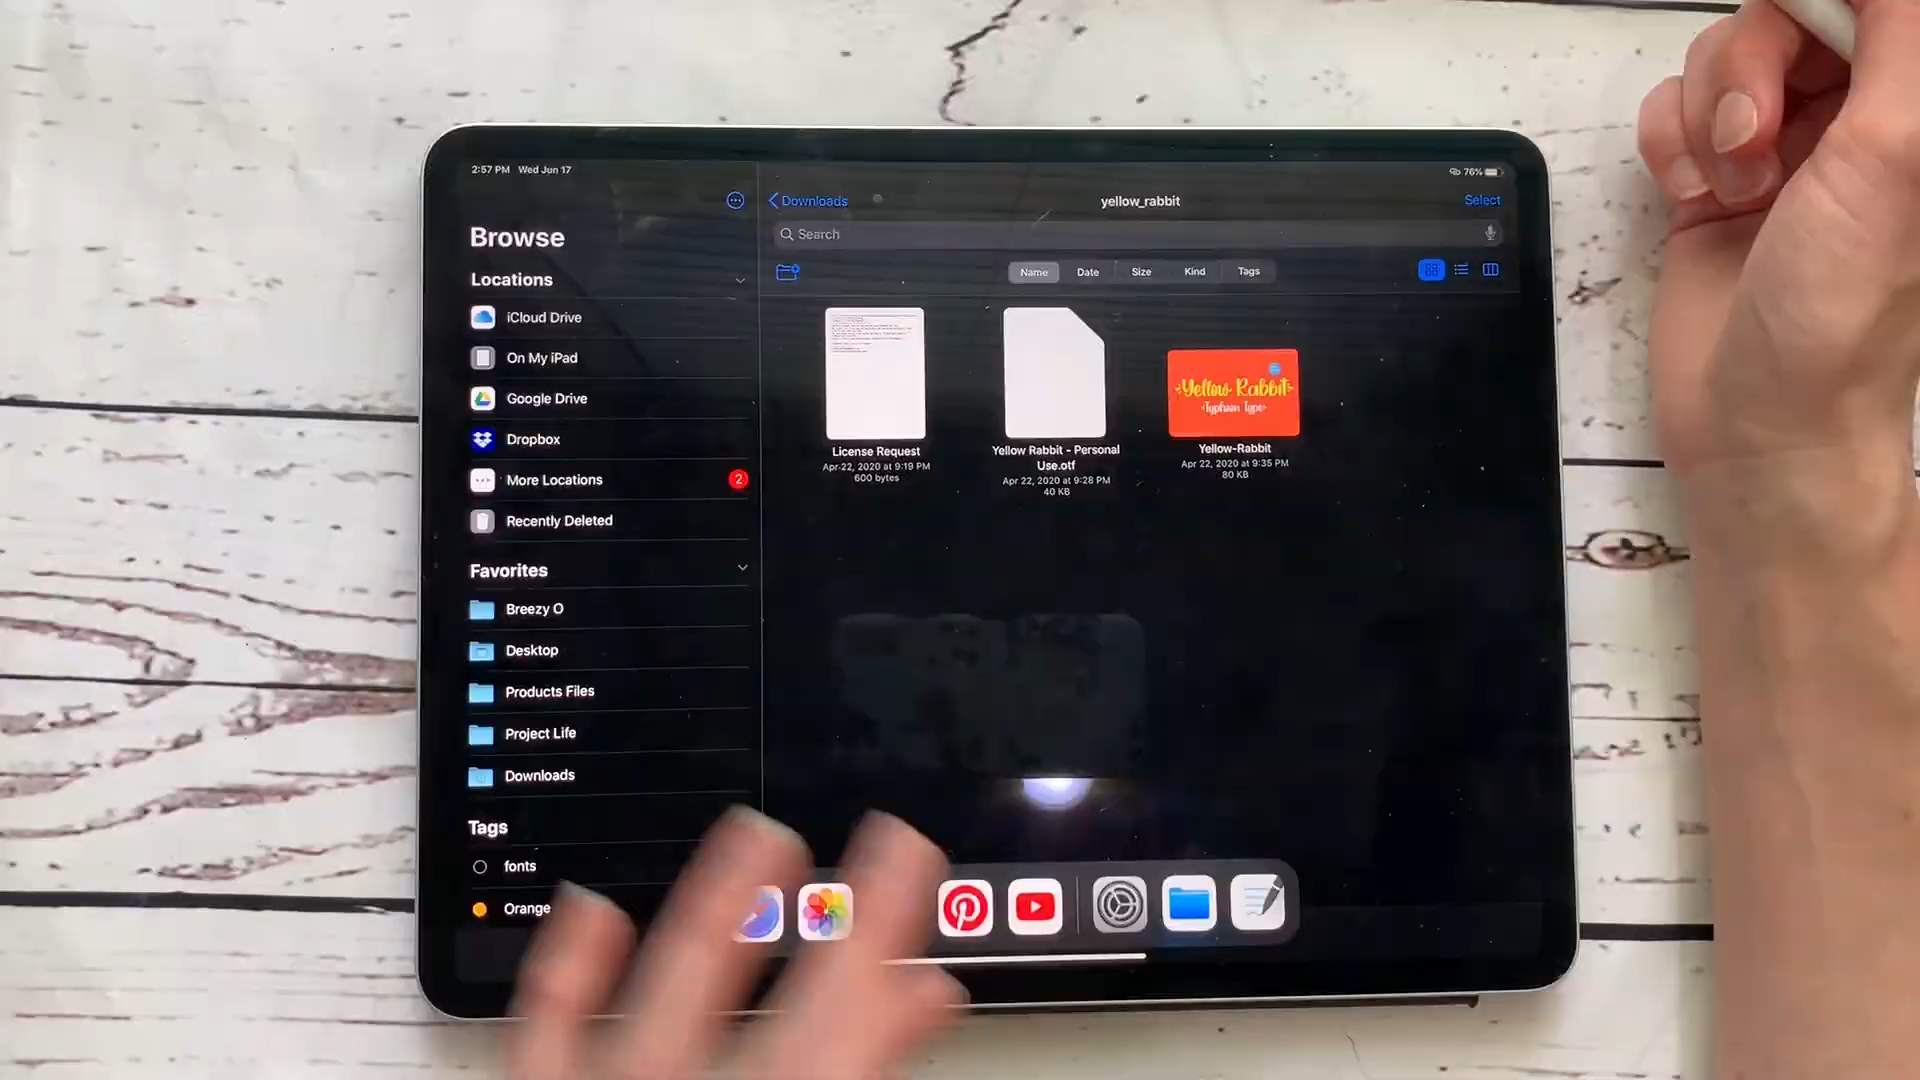 2:57 PM Wed Jun 17
76%
Browse
Locations
iCloud Drive
On My iPad
Google Drive
Dropbox
More Locations
2
Recently Deleted
Favorites
Breezy O
Desktop
Products Files
Project Life
Downloads
Tags
fonts
Orange
Downloads
yellow_rabbit
Select
Search
Name
Date
Size
Kind
Tags
License Request
Apr 22, 2020 at 9:19 PM
600 bytes
Yellow Rabbit - Personal
Use.otf
Apr 22, 2020 at 9:28 PM
40 KB
Yellow Rabbit
Typhoon Type
Yellow-Rabbit
Apr 22, 2020 at 9:35 PM
80 KB